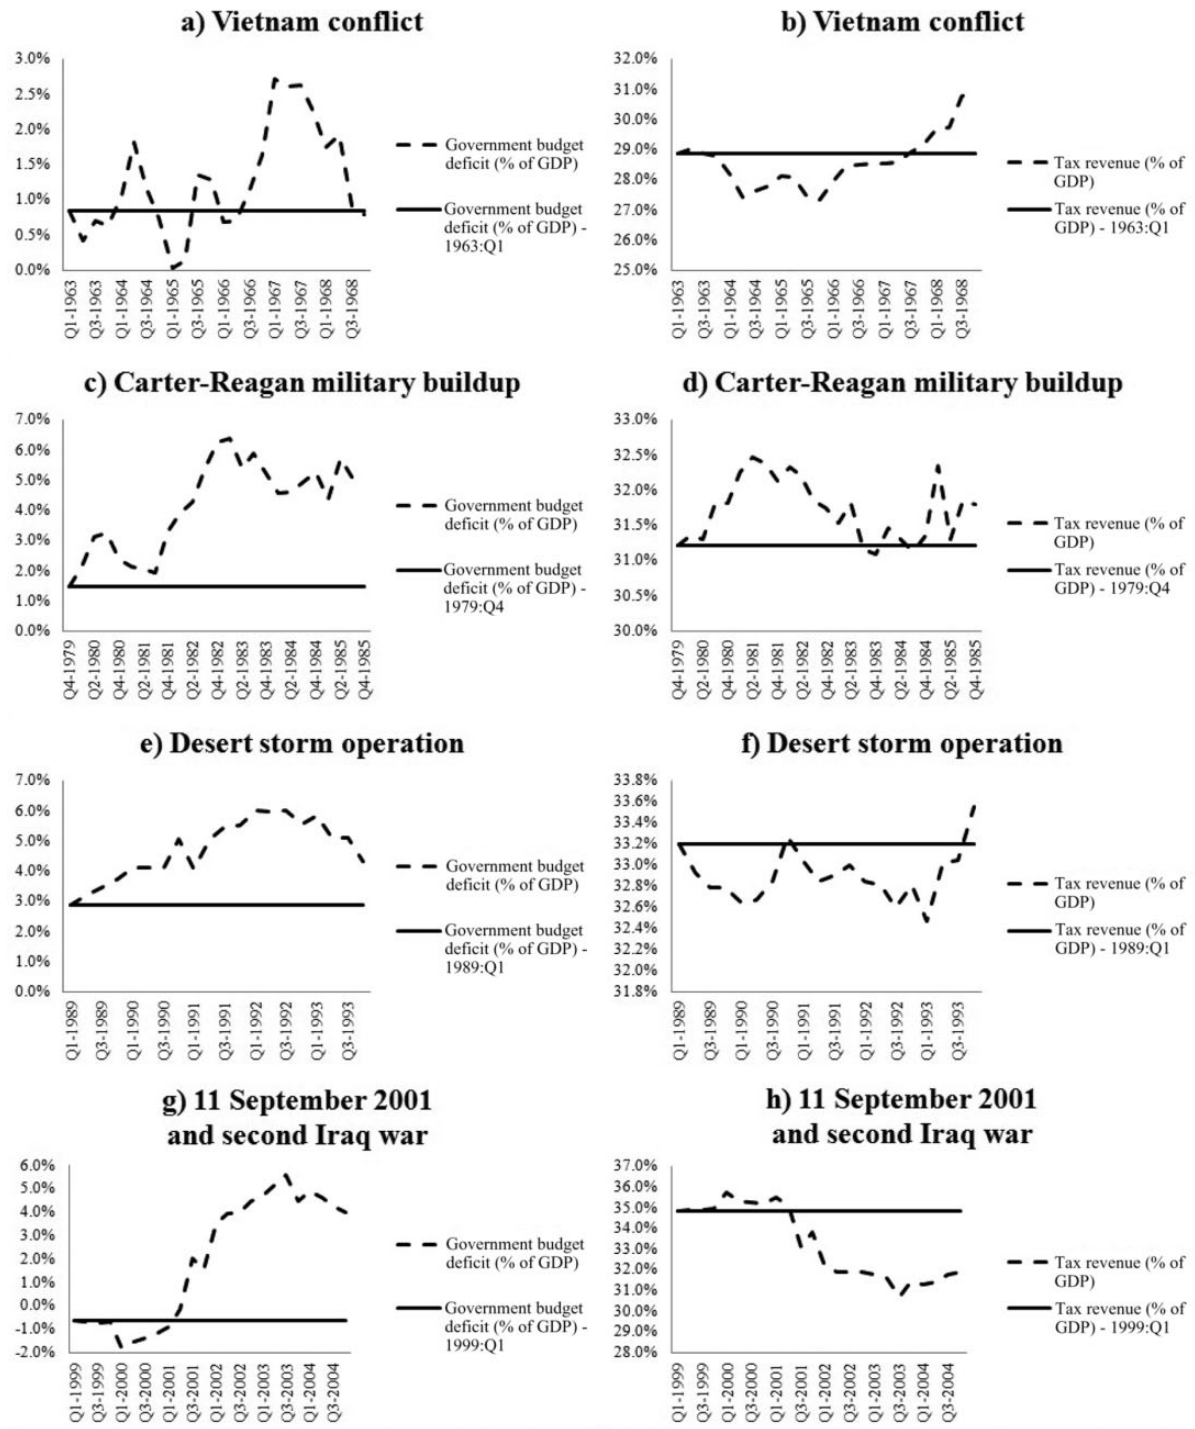 a) Vietnam conflict
3.0%
2.5%
2.0%
1.5%
1.0%
0.5%
0.0%
Q1-1963
Q3-1963
Q1-1964
Q3-1964
Q1-1965
Q3-1965
Q1-1966
Q3-1966
Q1-1967
Q3-1967
Q1-1968
Q3-1968
Government budget
deficit (% of GDP)
Government budget
deficit (% of GDP) -
1963:Q1
b) Vietnam conflict
32.0%
31.0%
30.0%
29.0%
28.0%
27.0%
26.0%
25.0%
Q1-1963
Q3-1963
Q1-1964
Q3-1964
Q1-1965
Q3-1965
Q1-1966
Q3-1966
Q1-1967
Q3-1967
Q1-1968
Q3-1968
Tax revenue (% of
GDP)
Tax revenue (% of
GDP) - 1963:Q1
c) Carter-Reagan military buildup
7.0%
6.0%
5.0%
4.0%
3.0%
2.0%
1.0%
0.0%
Q4-1979
Q2-1980
Q4-1980
Q2-1981
Q4-1981
Q2-1982
Q4-1982
Q2-1983
Q4-1983
Q2-1984
Q4-1984
Q2-1985
Q4-1985
Government budget
deficit (% of GDP)
Government budget
deficit (% of GDP) -
1979:Q4
d) Carter-Reagan military buildup
33.0%
32.5%
32.0%
31.5%
31.0%
30.5%
30.0%
Q4-1979
Q2-1980
Q4-1980
Q2-1981
Q4-1981
Q2-1982
Q4-1982
Q2-1983
Q4-1983
Q2-1984
Q4-1984
Q2-1985
Q4-1985
Tax revenue (% of
GDP)
Tax revenue (% of
GDP) - 1979:Q4
e) Desert storm operation
7.0%
6.0%
5.0%
4.0%
3.0%
2.0%
1.0%
0.0%
Q1-1989
Q3-1989
Q1-1990
Q3-1990
Q1-1991
Q3-1991
Q1-1992
Q3-1992
Q1-1993
Q3-1993
Government budget
deficit (% of GDP)
Government budget
deficit (% of GDP) -
1989:Q1
f) Desert storm operation
33.8%
33.6%
33.4%
33.2%
33.0%
32.8%
32.6%
32.4%
32.2%
32.0%
31.8%
Q1-1989
Q3-1989
Q1-1990
Q3-1990
Q1-1991
Q3-1991
Q1-1992
Q3-1992
Q1-1993
Q3-1993
Tax revenue (% of
GDP)
Tax revenue (% of
GDP) - 1989:Q1
g) 11 September 2001
and second Iraq war
6.0%
5.0%
4.0%
3.0%
2.0%
1.0%
0.0%
-1.0%
-2.0%
Q1-1999
Q3-1999
Q1-2000
Q3-2000
Q1-2001
Q3-2001
Q1-2002
Q3-2002
Q1-2003
Q3-2003
Q1-2004
Q3-2004
Government budget
deficit (% of GDP)
Government budget
deficit (% of GDP) -
1999:Q1
h) 11 September 2001
and second Iraq war
37.0%
36.0%
35.0%
34.0%
33.0%
32.0%
31.0%
30.0%
29.0%
28.0%
Q1-1999
Q3-1999
Q1-2000
Q3-2000
Q1-2001
Q3-2001
Q1-2002
Q3-2002
Q1-2003
Q3-2003
Q1-2004
Q3-2004
Tax revenue (% of
GDP)
Tax revenue (% of
GDP) - 1999:Q1